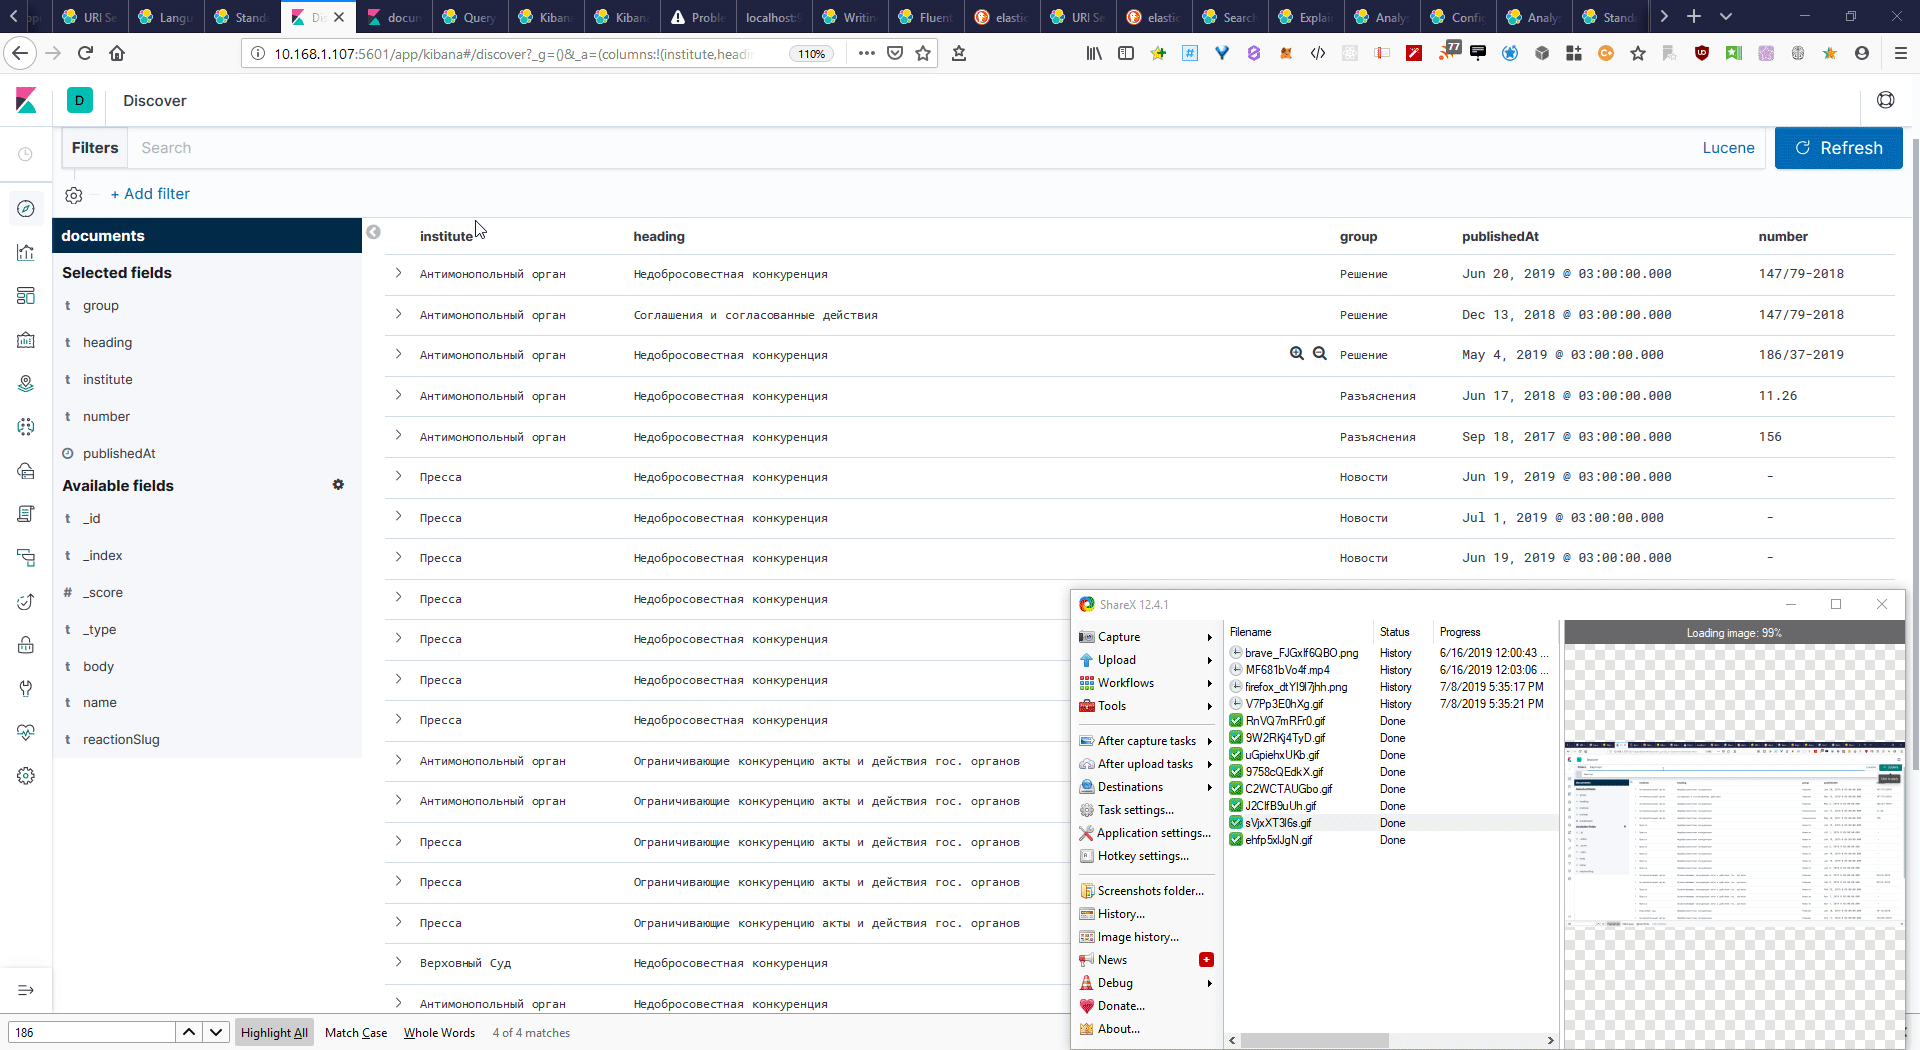 URI Se
Langu
Stand
Di
docun
Query
Kiban
Kiban
Proble
localhost:
Writin
Fluent
elastic
URI Se
elastic
Search
Explai
Analy
Config
Analy
Stand
10.168.1.107:5601/app/kibana#/discover?_g=()&_a=(columns:!(institute,headi
110%
77
D
Discover
Filters
Search
Lucene
Refresh
+ Add filter
documents
Selected fields
t group
t heading
t institute
t number
publishedAt
Available fields
t _id
t _index
# _score
t _type
t body
t name
t reactionSlug
institute heading group publishedAt number
Антимонопольный орган Недобросовестная конкуренция Решение Jun 20, 2019 @ 03:00:00.000 147/79-2018
Антимонопольный орган Соглашения и согласованные действия Решение Dec 13, 2018 @ 03:00:00.000 147/79-2018
Антимонопольный орган Недобросовестная конкуренция Решение May 4, 2019 @ 03:00:00.000 186/37-2019
Антимонопольный орган Недобросовестная конкуренция Разъяснения Jun 17, 2018 @ 03:00:00.000 11.26
Антимонопольный орган Недобросовестная конкуренция Разъяснения Sep 18, 2017 @ 03:00:00.000 156
Пресса Недобросовестная конкуренция Новости Jun 19, 2019 @ 03:00:00.000 -
Пресса Недобросовестная конкуренция Новости Jul 1, 2019 @ 03:00:00.000 -
Пресса Недобросовестная конкуренция Новости Jun 19, 2019 @ 03:00:00.000 -
Пресса Недобросовестная конкуренция
Пресса Недобросовестная конкуренция
Пресса Недобросовестная конкуренция
Пресса Недобросовестная конкуренция
Антимонопольный орган Ограничивающие конкуренцию акты и действия гос. органов
Антимонопольный орган Ограничивающие конкуренцию акты и действия гос. органов
Пресса Ограничивающие конкуренцию акты и действия гос. органов
Пресса Ограничивающие конкуренцию акты и действия гос. органов
Пресса Ограничивающие конкуренцию акты и действия гос. органов
Верховный Суд Недобросовестная конкуренция
Антимонопольный орган Недобросовестная конкуренция
ShareX 12.4.1
Capture
Upload
Workflows
Tools
After capture tasks
After upload tasks
Destinations
Task settings...
Application settings...
Hotkey settings...
Screenshots folder...
History...
Image history...
News
Debug
Donate...
About...
Filename Status Progress
brave_FJGxlf6QBO.png History 6/16/2019 12:00:43 ...
MF681bVo4f.mp4 History 6/16/2019 12:03:06 ...
firefox_dtYI9I7jhh.png History 7/8/2019 5:35:17 PM
V7Pp3E0hXg.gif History 7/8/2019 5:35:21 PM
RnVQ7mRFr0.gif Done
9W2RKj4TyD.gif Done
uGpiehxUKb.gif Done
9758cQEdkX.gif Done
C2WCTAUGbo.gif Done
J2ClfB9uUh.gif Done
sVjxXT3l6s.gif Done
ehfp5xlJgN.gif Done
Loading image: 99%
186
Highlight All
Match Case
Whole Words
4 of 4 matches